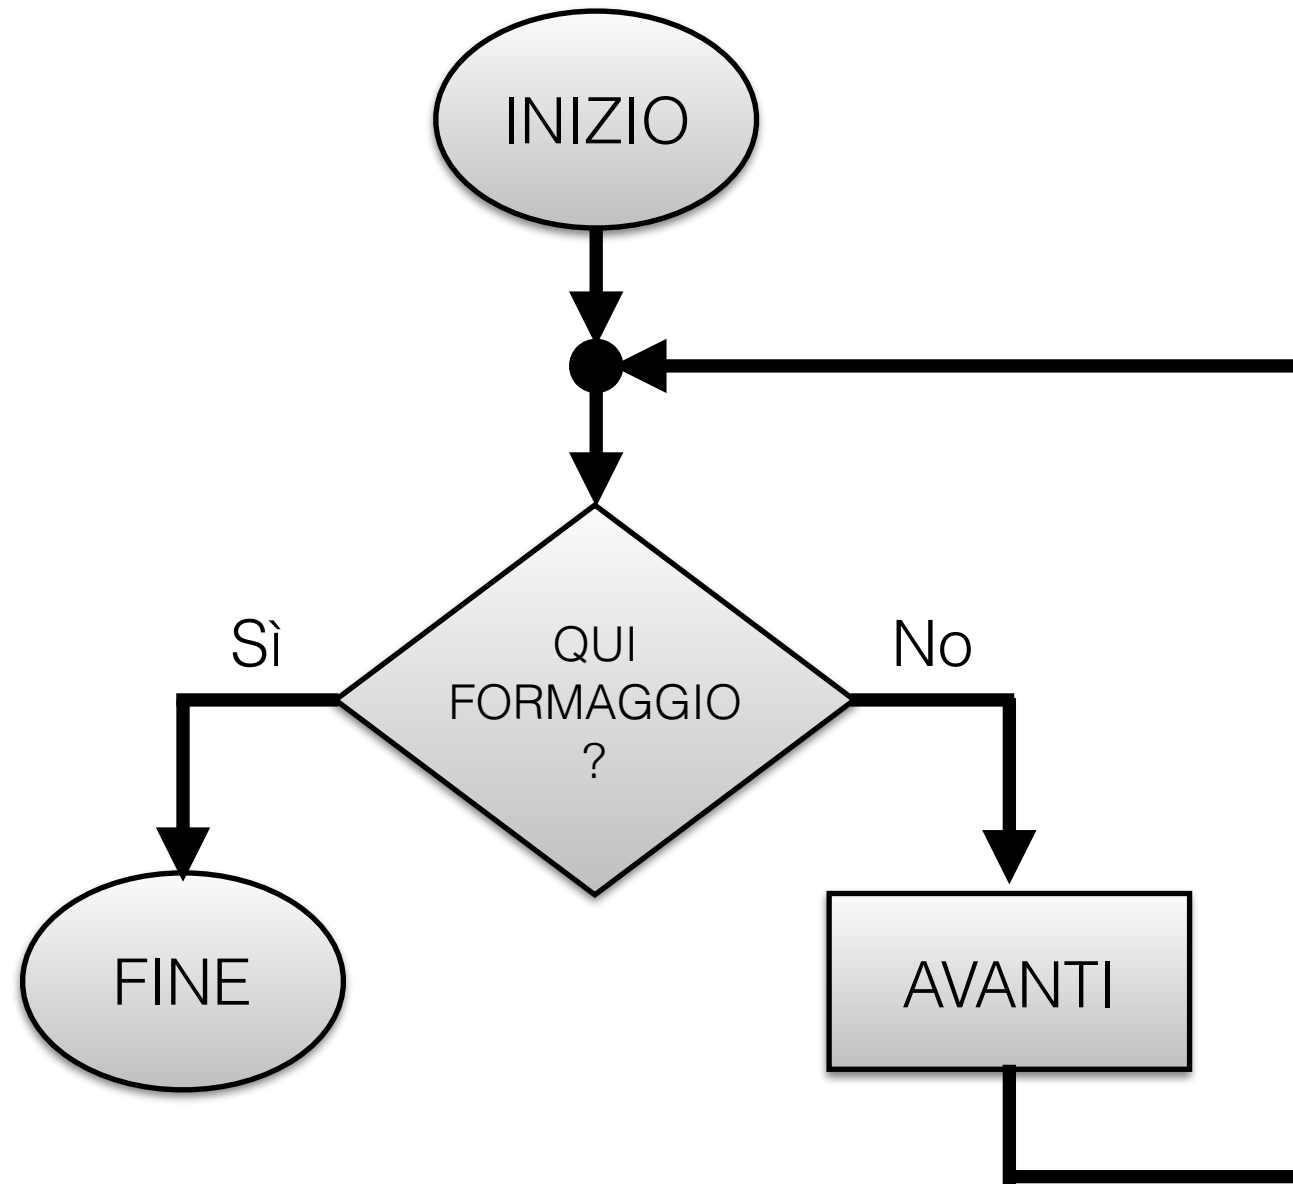 INIZIO
Sì
QUI
FORMAGGIO
?
No
FINE
AVANTI